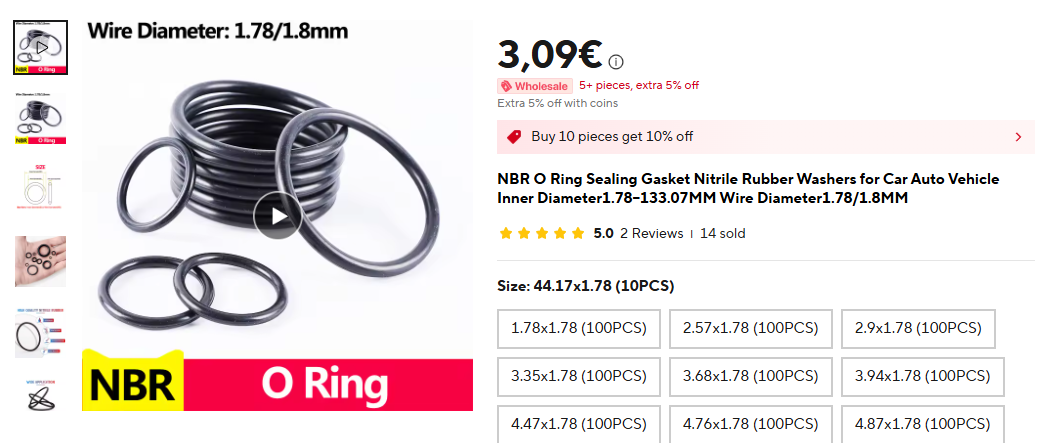 Wire Diameter: 1.78/1.8mm
NBR
O Ring
NBR
O Ring
NBR
O Ring
SIZE
3,09€
Wholesale 5+ pieces, extra 5% off
Extra 5% off with coins
Buy 10 pieces get 10% off
NBR O Ring Sealing Gasket Nitrile Rubber Washers for Car Auto Vehicle
Inner Diameter1.78-133.07MM Wire Diameter1.78/1.8MM
5.0 2 Reviews | 14 sold
Size: 44.17x1.78 (10PCS)
1.78x1.78 (100PCS)
2.57x1.78 (100PCS)
2.9x1.78 (100PCS)
3.35x1.78 (100PCS)
3.68x1.78 (100PCS)
3.94x1.78 (100PCS)
4.47x1.78 (100PCS)
4.76x1.78 (100PCS)
4.87x1.78 (100PCS)